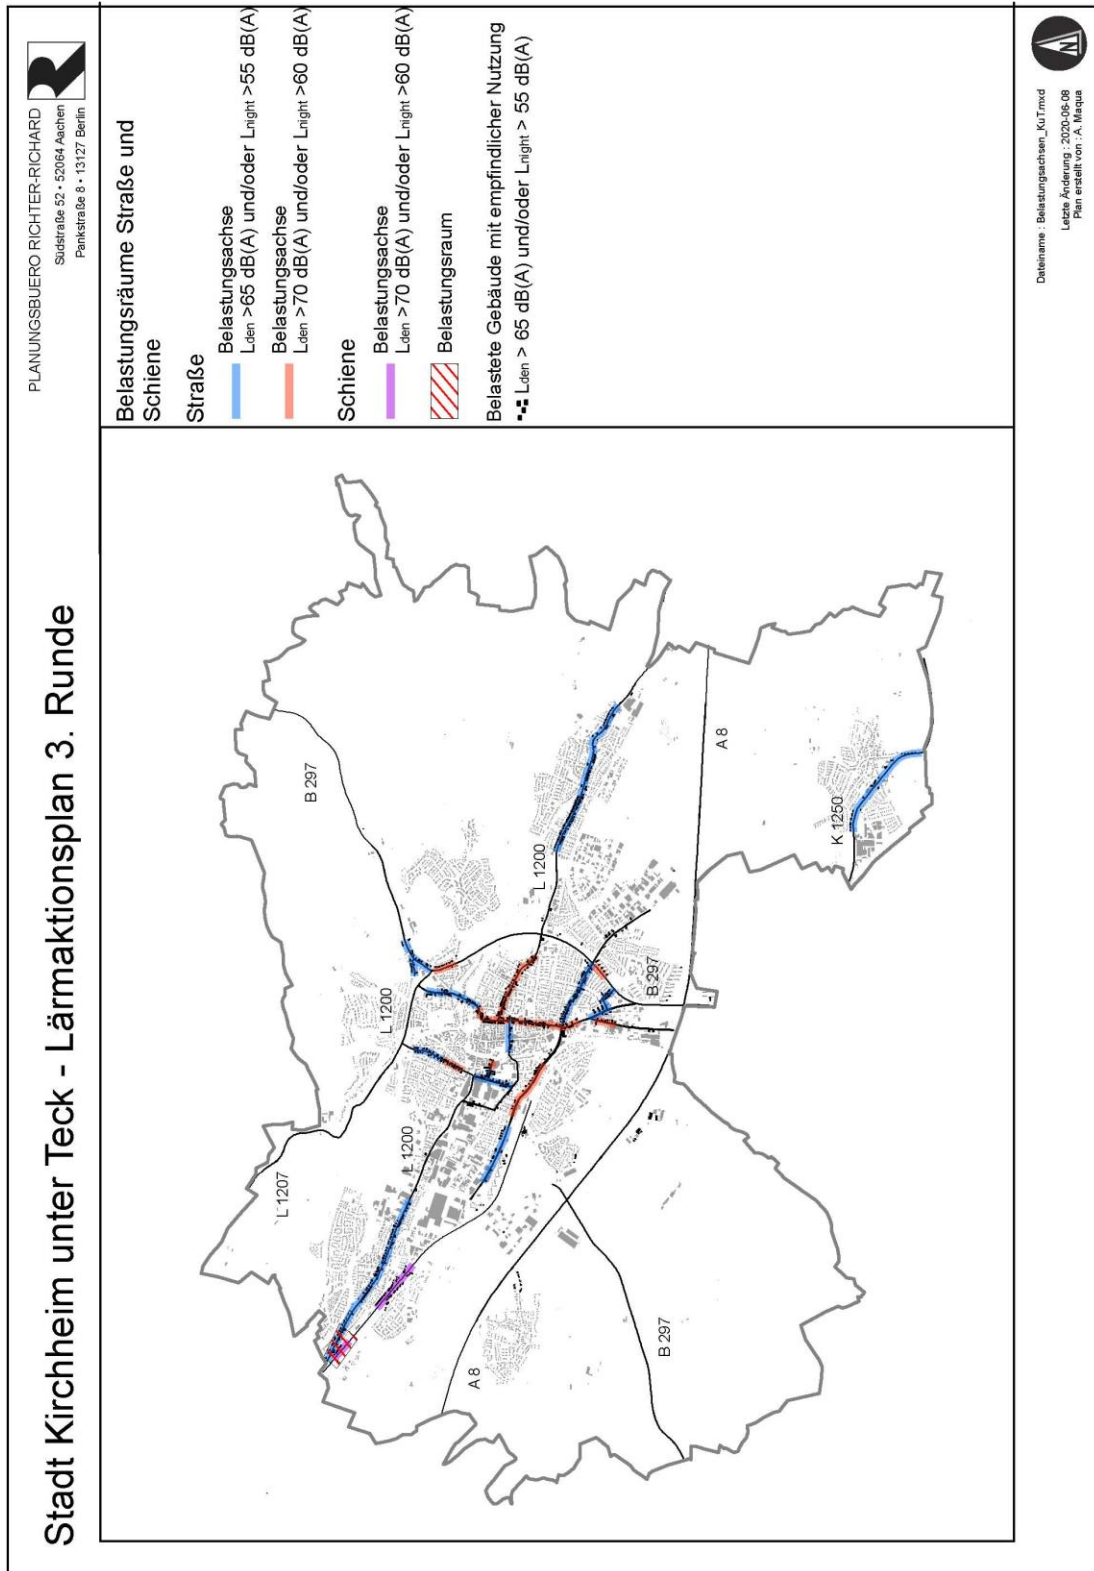 Stadt Kirchheim unter Teck - Lärmaktionsplan 3. Runde
PLANUNGSBUERO RICHTER-RICHARD
Südstraße 52 • 52064 Aachen
Pankstraße 8 • 13127 Berlin
Belastungsräume Straße und
Schiene
Straße
Belastungsachse
Lden >65 dB(A) und/oder Lnight >55 dB(A)
Belastungsachse
Lden >70 dB(A) und/oder Lnight >60 dB(A)
Schiene
Belastungsachse
Lden >70 dB(A) und/oder Lnight >60 dB(A)
Belastungsraum
Belastete Gebäude mit empfindlicher Nutzung
Lden > 65 dB(A) und/oder Lnight > 55 dB(A)
L 1207
B 297
L 1200
L 1200
L 1200
A 8
B 297
B 297
A 8
K 1250
N
Dateiname : Belastungsachsen_KuT.mxd
Letzte Änderung : 2020-06-08
Plan erstellt von : A. Maqua